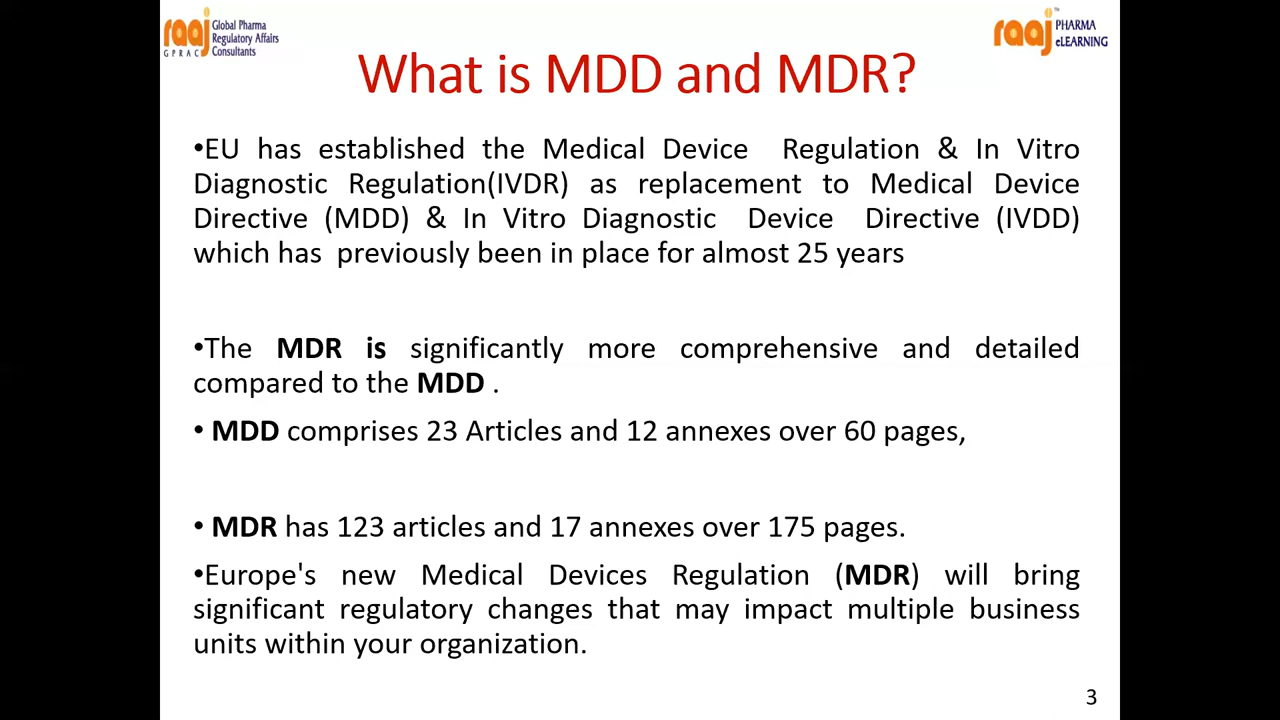 raaj
GPRAC
Global Pharma
Regulatory Affairs
Consultants
raaj™
PHARMA
eLEARNING
What is MDD and MDR?
•EU has established the Medical Device Regulation & In Vitro
Diagnostic Regulation(IVDR) as replacement to Medical Device
Directive (MDD) & In Vitro Diagnostic Device Directive (IVDD)
which has previously been in place for almost 25 years
•The MDR is significantly more comprehensive and detailed
compared to the MDD .
• MDD comprises 23 Articles and 12 annexes over 60 pages,
• MDR has 123 articles and 17 annexes over 175 pages.
•Europe's new Medical Devices Regulation (MDR) will bring
significant regulatory changes that may impact multiple business
units within your organization.
3